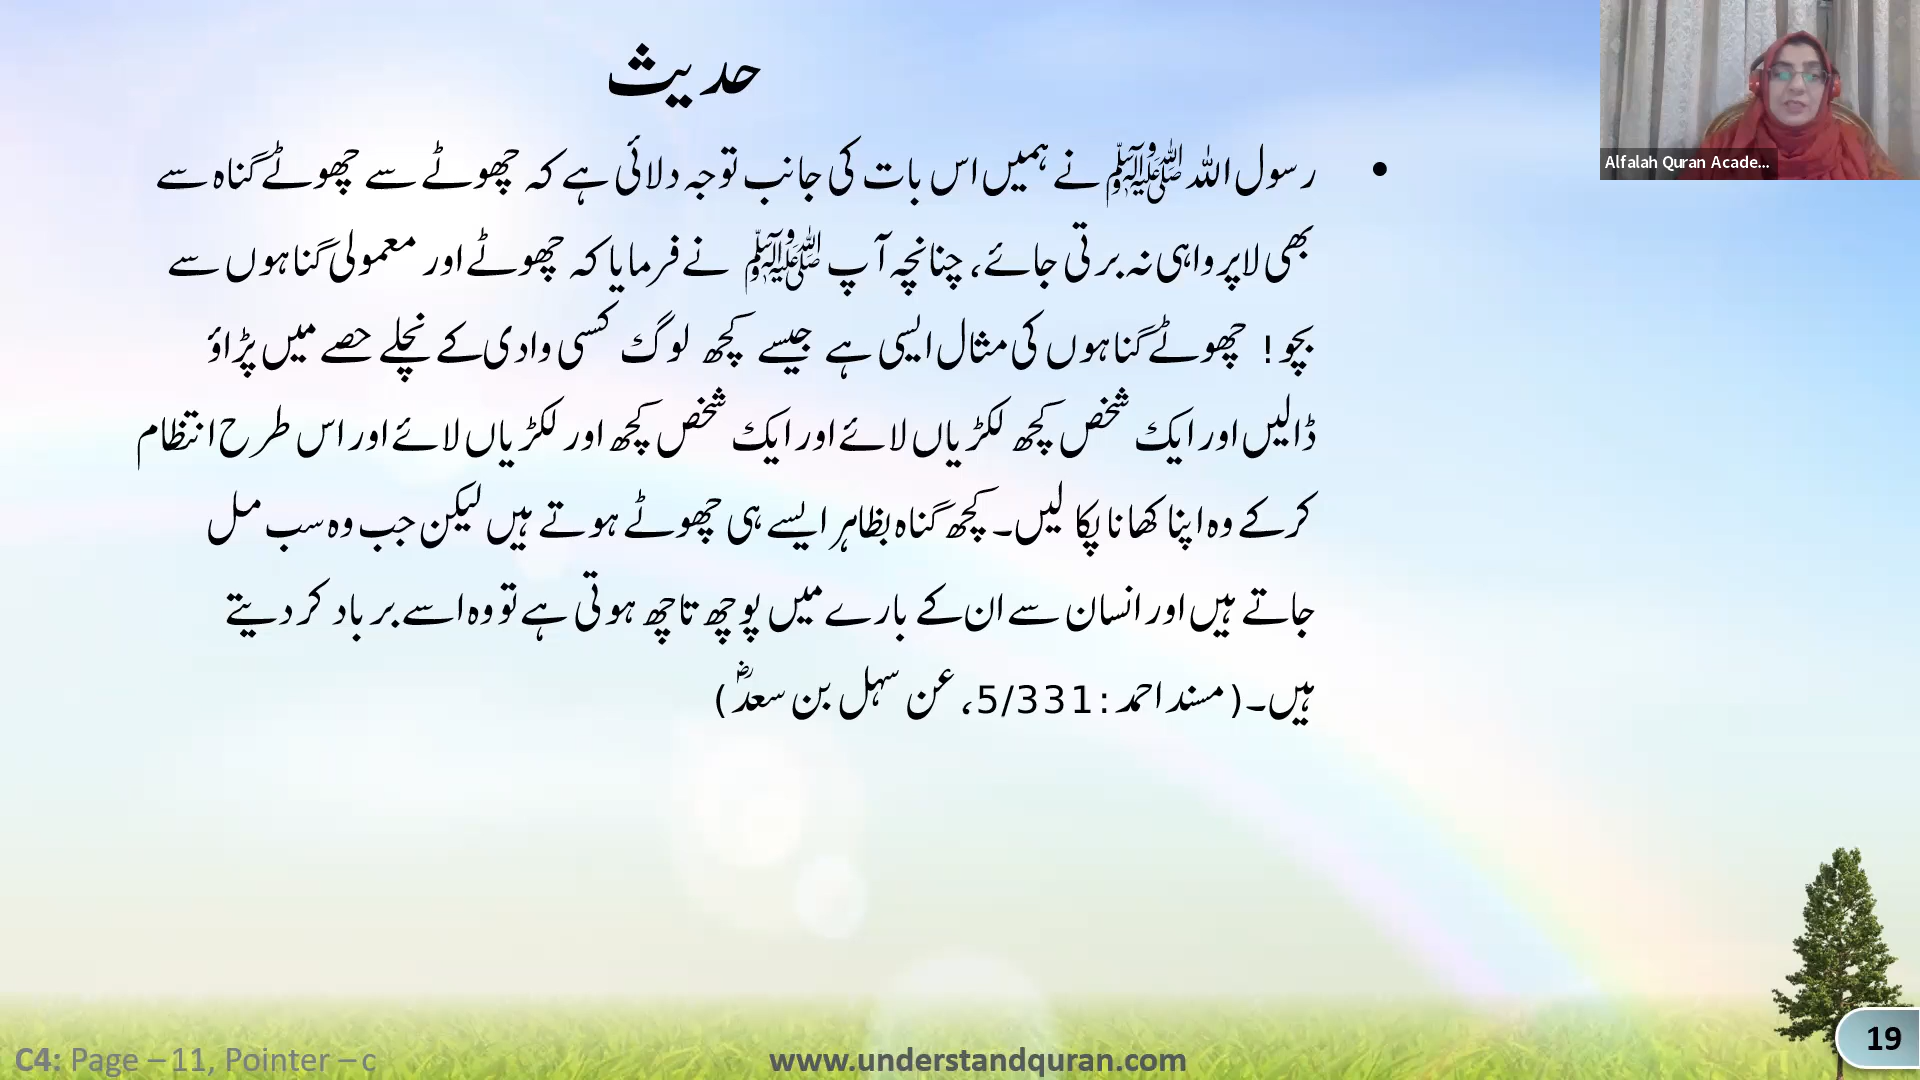 حدیث
Alfalah Quran Acade...
• رسول اللہ ﷺ نے ہمیں اس بات کی جانب توجہ دلائی ہے کہ چھوٹے سے چھوٹے گناہ سے
بھی لاپرواہی نہ برتی جائے، چنانچہ آپ ﷺ نے فرمایا کہ چھوٹے اور معمولی گناہوں سے
بچو! چھوٹے گناہوں کی مثال ایسی ہے جیسے کچھ لوگ کسی وادی کے نچلے حصے میں پڑاؤ
ڈالیں اور ایک شخص کچھ لکڑیاں لائے اور ایک شخص کچھ اور لکڑیاں لائے اور اس طرح انتظام
کرکے وہ اپنا کھانا پکا لیں۔ کچھ گناہ بظاہر ایسے ہی چھوٹے ہوتے ہیں لیکن جب وہ سب مل
جاتے ہیں اور انسان سے ان کے بارے میں پوچھ تاچھ ہوتی ہے تو وہ اسے برباد کر دیتے
ہیں۔ (مسند احمد: 5/331، عن سہل بن سعدؓ)
C4: Page – 11, Pointer – c
www.understandquran.com
19